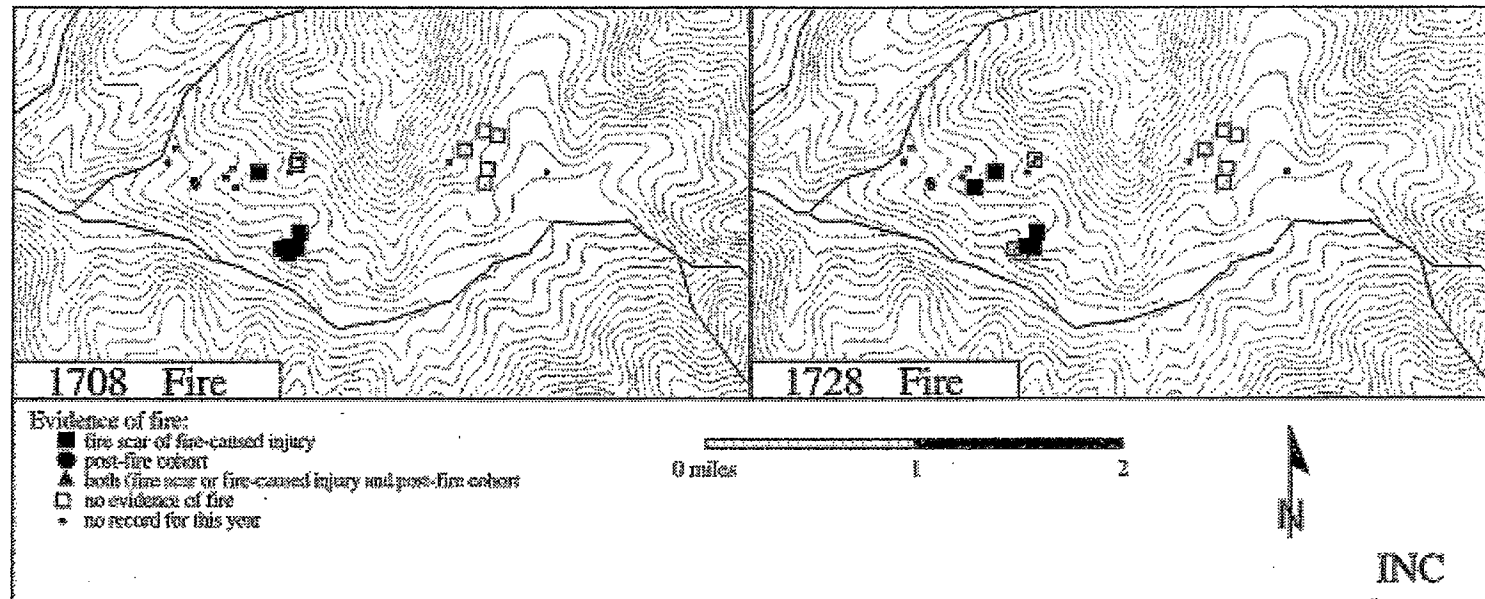 1708 Fire
1728 Fire
Evidence of fire:
fire scar of fire-caused injury
post-fire cohort
both (fire scar or fire-caused injury and post-fire cohort
no evidence of fire
no record for this year
0 miles 1 2
N
INC